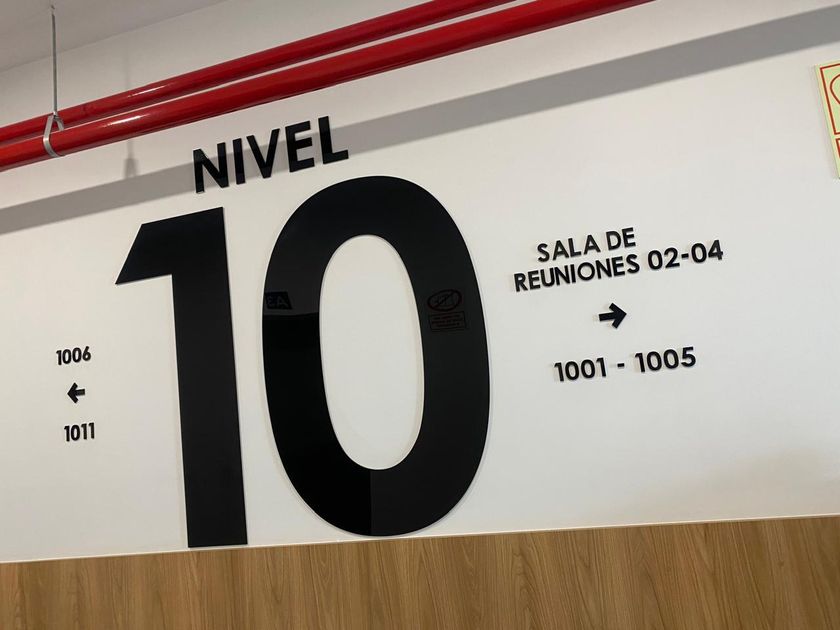 NIVEL
10
1006
←
1011
SALA DE
REUNIONES 02-04
→
1001 - 1005